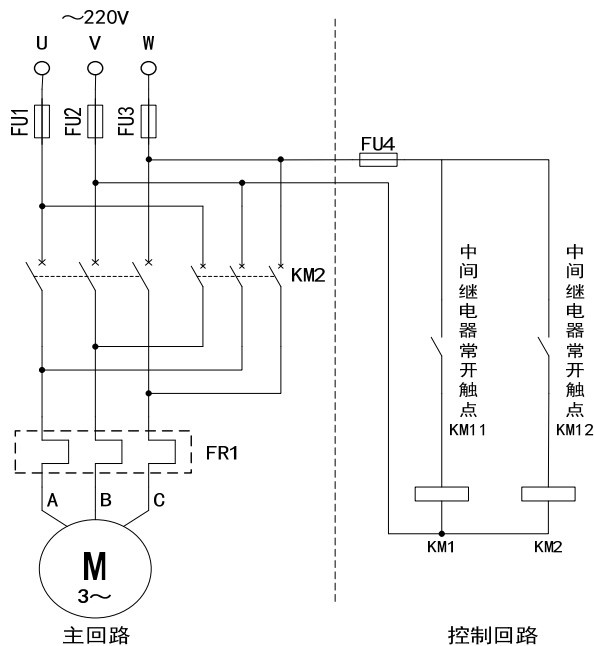 ～220V
U V W
FU1 FU2 FU3
FU4
KM2
中间继电器常开触点
KM11
中间继电器常开触点
KM12
FR1
A B C
M
3～
KM1 KM2
主回路 控制回路